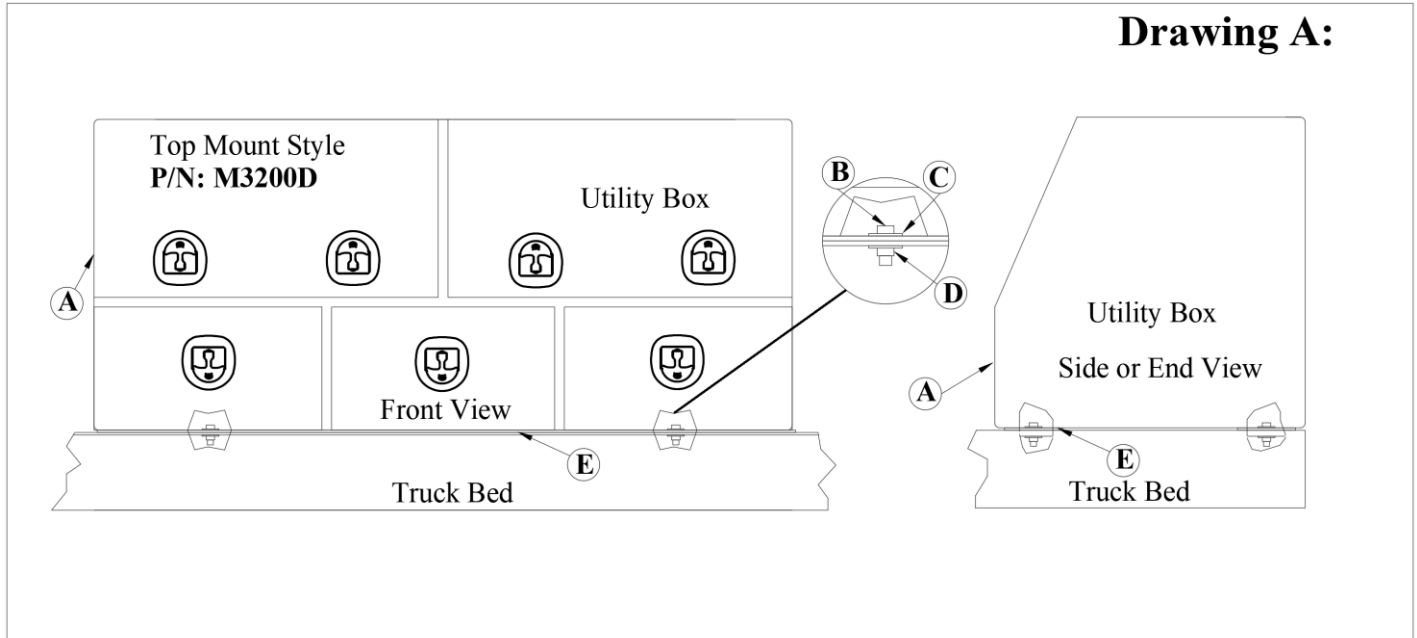 Drawing A:
Top Mount Style
P/N: M3200D
Utility Box
B
C
A
D
Utility Box
Side or End View
A
Front View
E
E
Truck Bed
Truck Bed